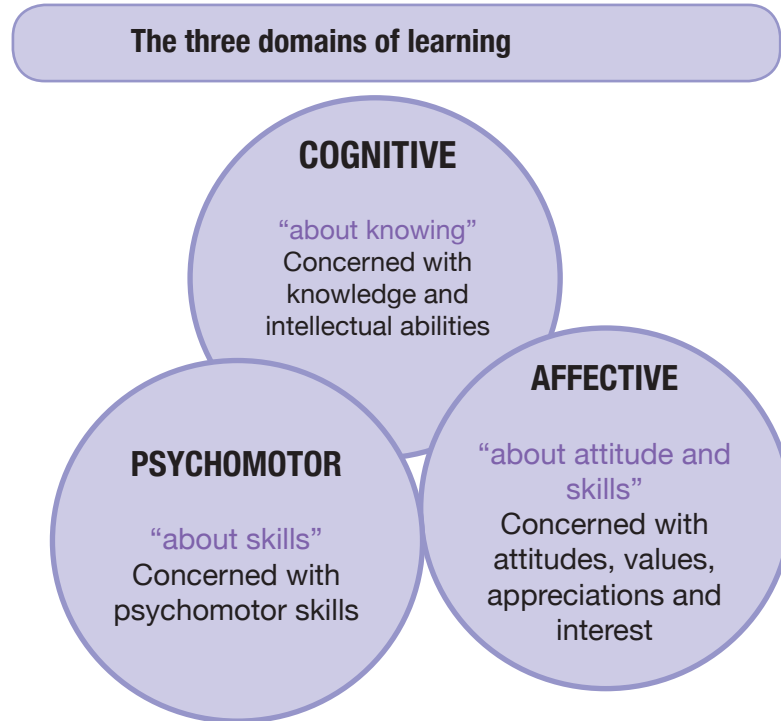 The three domains of learning
COGNITIVE
“about knowing”
Concerned with
knowledge and
intellectual abilities
AFFECTIVE
“about attitude and
skills”
Concerned with
attitudes, values,
appreciations and
interest
PSYCHOMOTOR
“about skills”
Concerned with
psychomotor skills